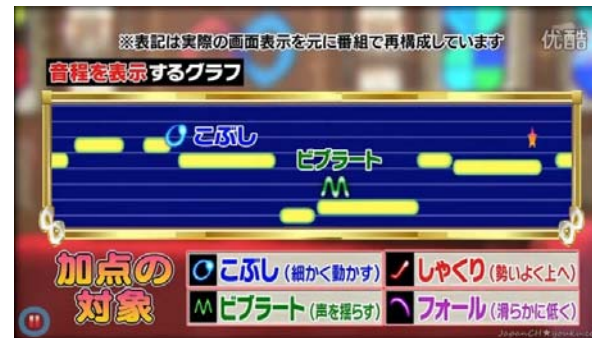 ※表記は実際の画面表示を元に番組で再構成しています
优酷
音程を表示するグラフ
こぶし
ビブラート
加点の
対象
こぶし(細かく動かす)
しゃくり(勢いよく上へ)
ビブラート(声を揺らす)
フォール(滑らかに低く)
JapanCH★youku.com